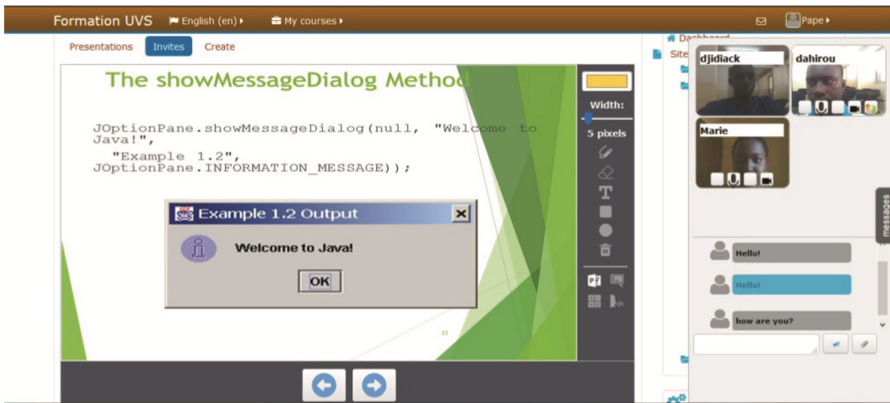 Formation UVS
English (en)
My courses
Pape
Presentations
Invites
Create
Dashboard
Site
The showMessageDialog Method
JOptionPane.showMessageDialog(null, "Welcome to
Java!",
"Example 1.2",
JOptionPane.INFORMATION_MESSAGE));
Example 1.2 Output
Welcome to Java!
OK
Width:
5 pixels
T
djidiack
dahirou
Marie
messages
Hello!
Hello!
how are you?